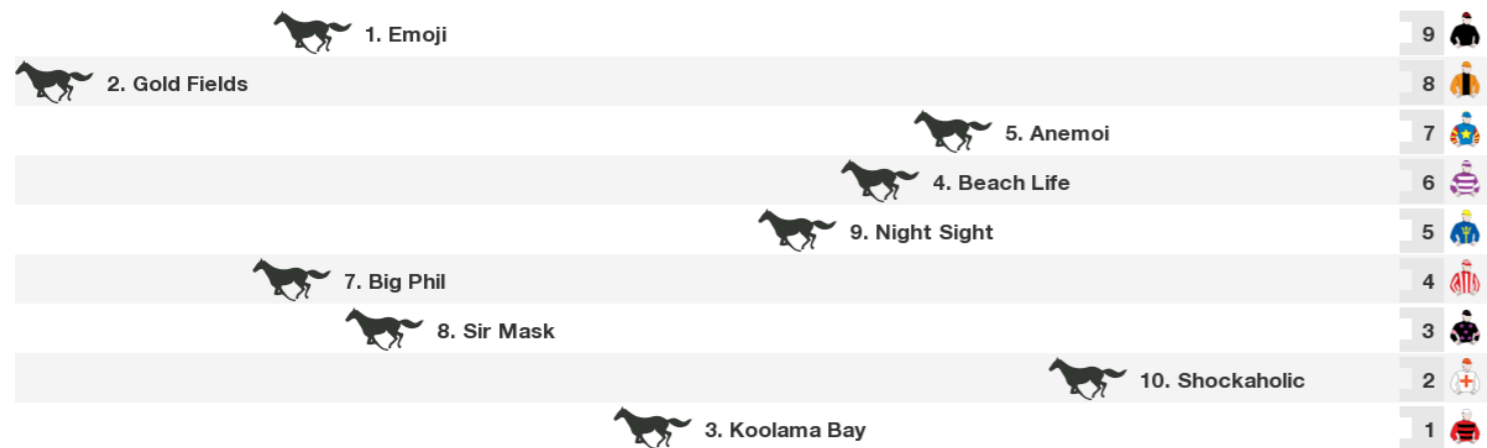 1. Emoji 9
2. Gold Fields 8
5. Anemoi 7
4. Beach Life 6
9. Night Sight 5
7. Big Phil 4
8. Sir Mask 3
10. Shockaholic 2
3. Koolama Bay 1